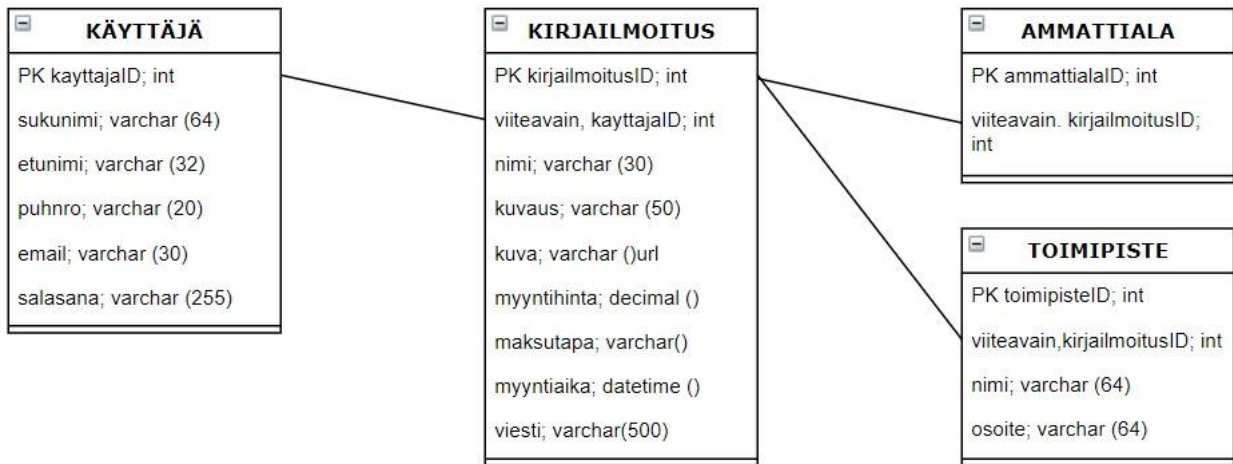 KÄYTTÄJÄ
PK kayttajaID; int
sukunimi; varchar (64)
etunimi; varchar (32)
puhnro; varchar (20)
email; varchar (30)
salasana; varchar (255)
KIRJAILMOITUS
PK kirjailmoitusID; int
viiteavain, kayttajaID; int
nimi; varchar (30)
kuvaus; varchar (50)
kuva; varchar ()url
myyntihinta; decimal ()
maksutapa; varchar()
myyntiaika; datetime ()
viesti; varchar(500)
AMMATTIALA
PK ammattialaID; int
viiteavain. kirjailmoitusID;
int
TOIMIPISTE
PK toimipisteID; int
viiteavain,kirjailmoitusID; int
nimi; varchar (64)
osoite; varchar (64)